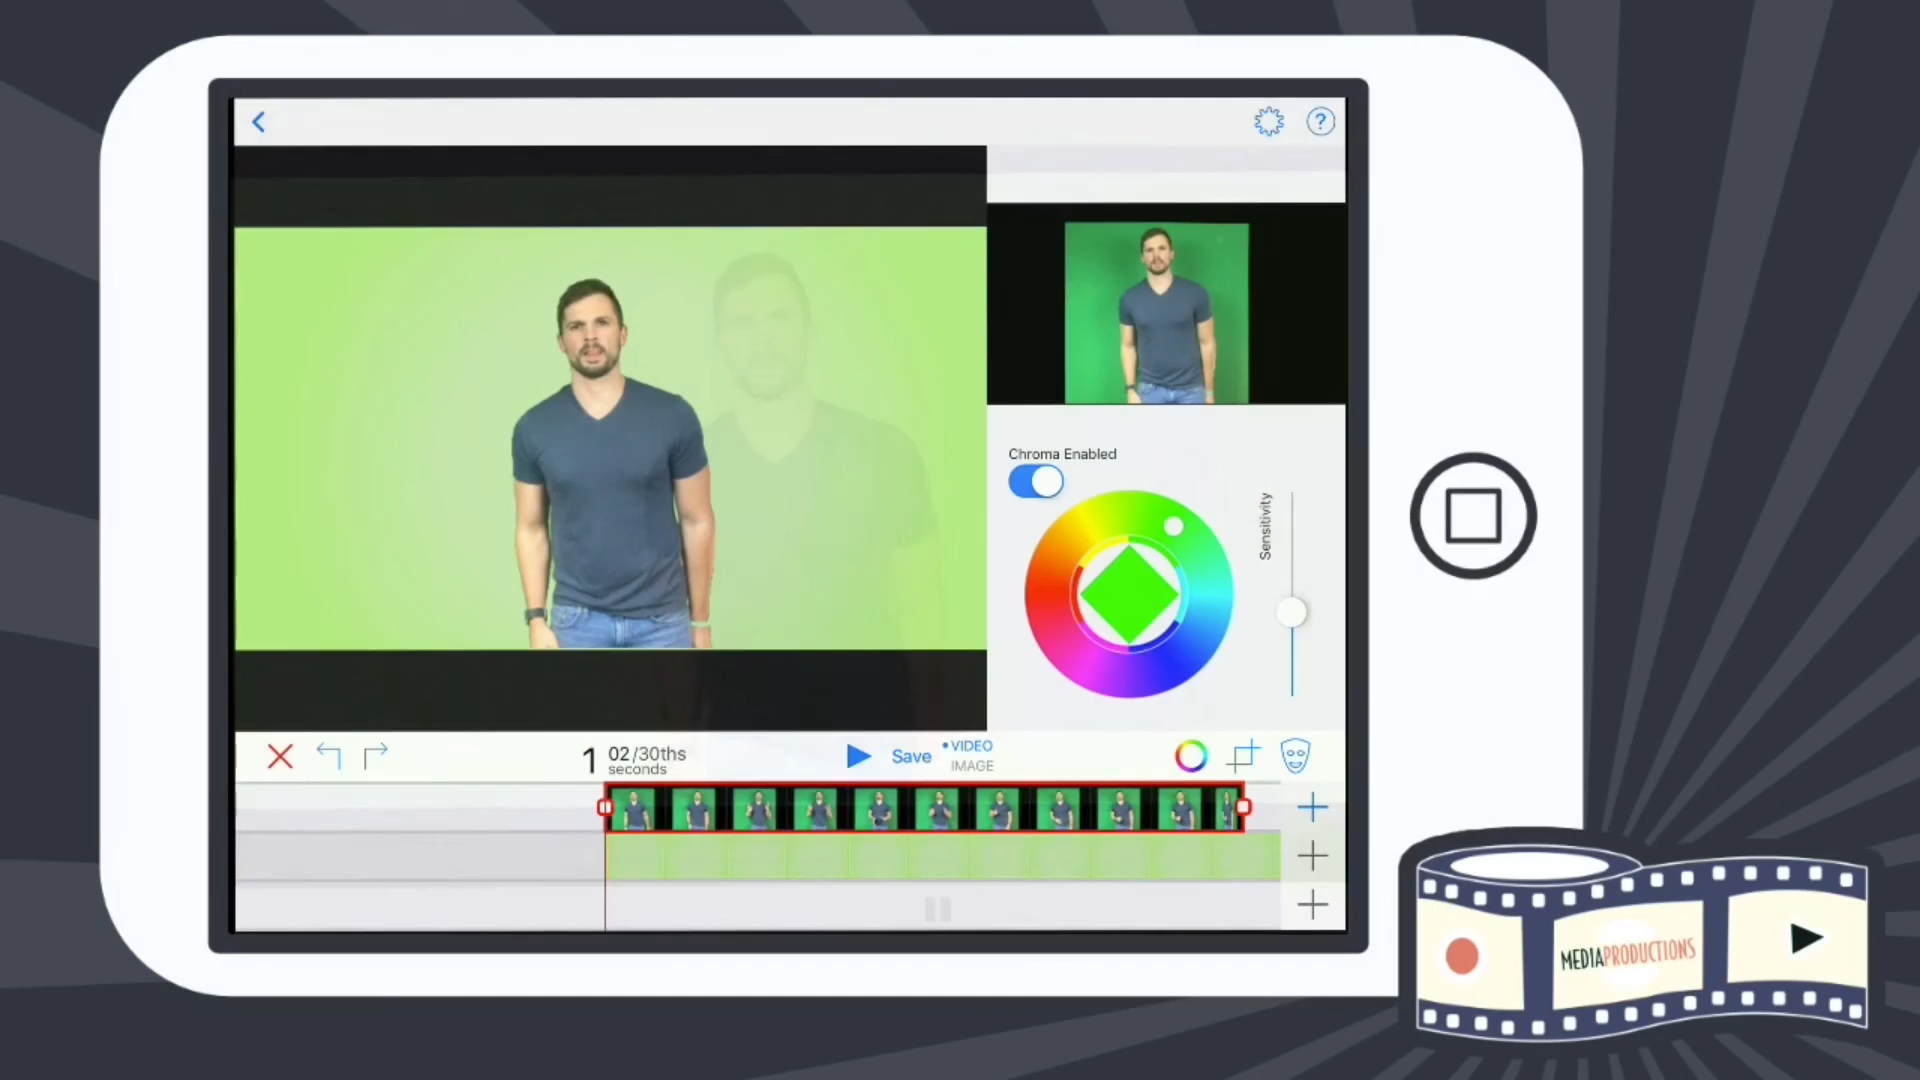 ?
Chroma Enabled
Sensitivity
1 02/30ths
seconds
Save
• VIDEO
IMAGE
MEDIAPRODUCTIONS